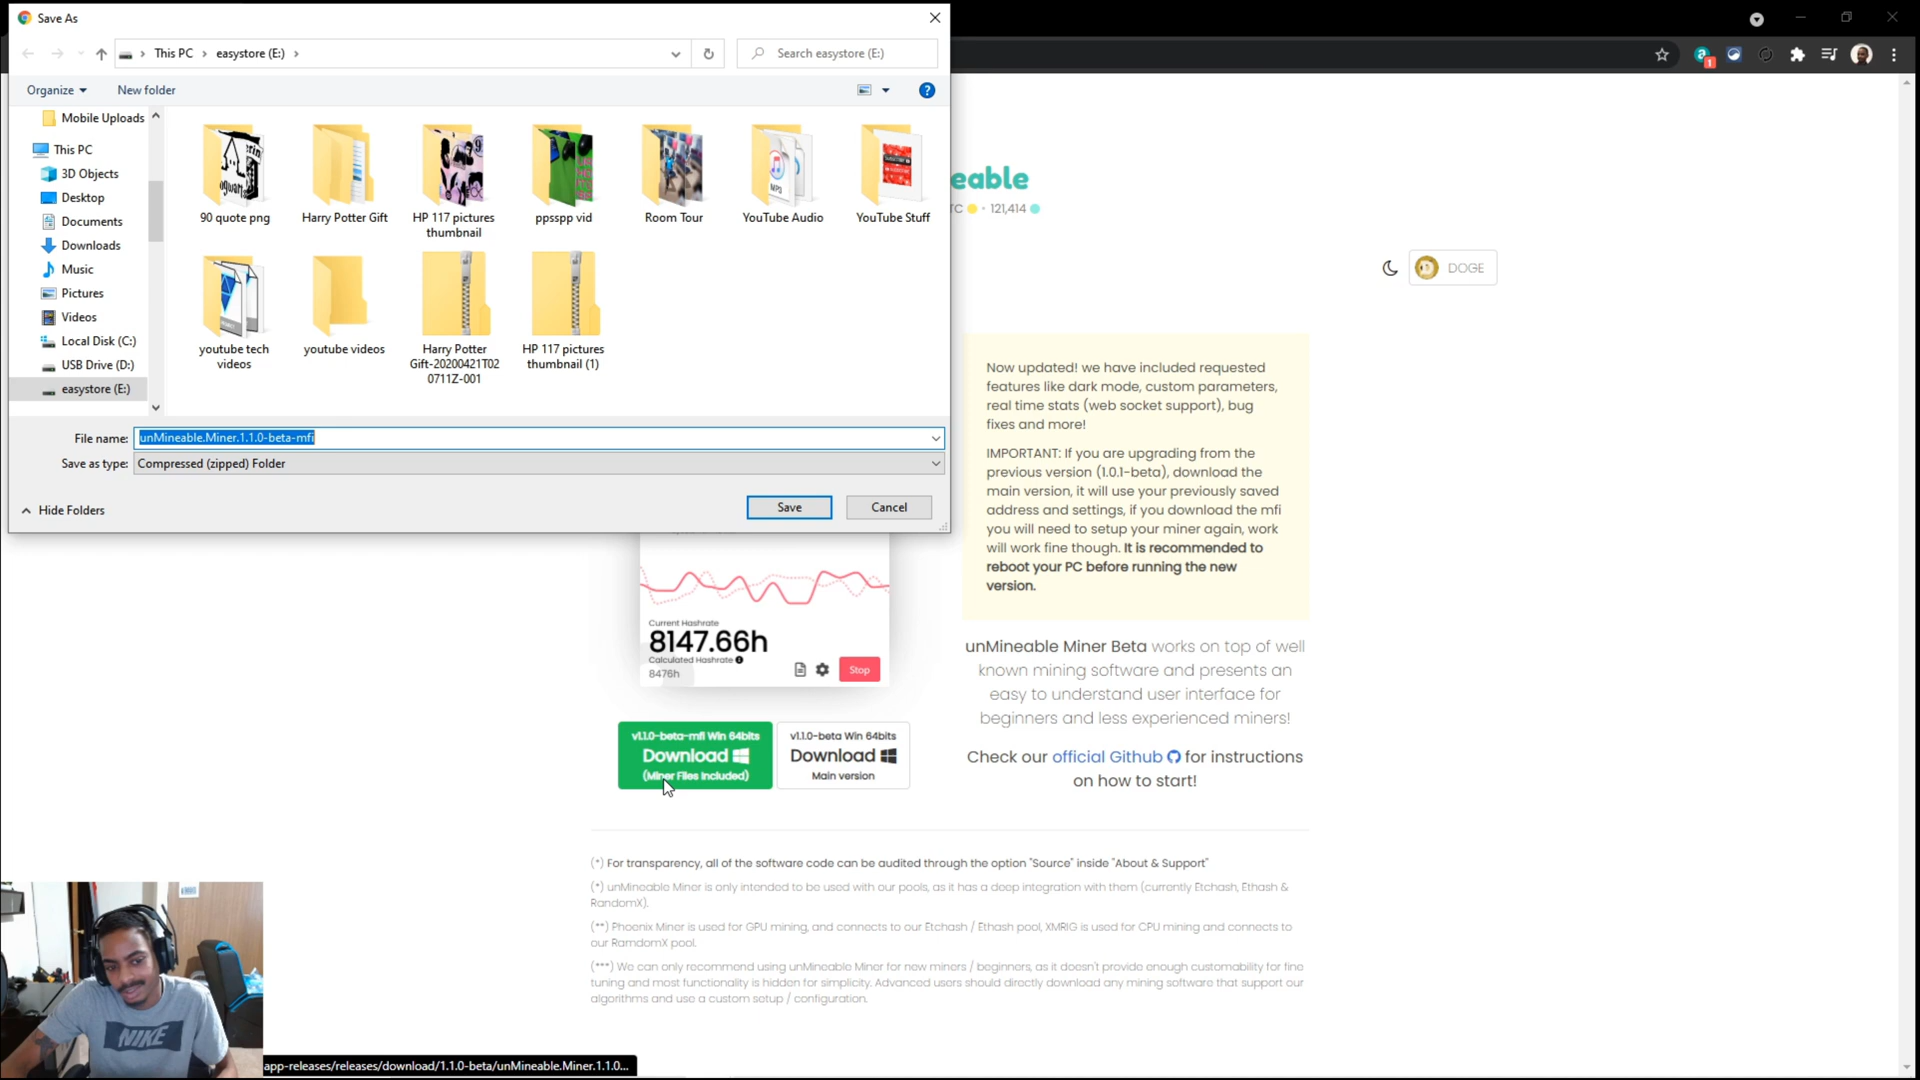 Save As
This PC
easystore (E:)
Search easystore (E:)
Organize
New folder
Mobile Uploads
This PC
3D Objects
Desktop
Documents
Downloads
Music
Pictures
Videos
Local Disk (C:)
USB Drive (D:)
easystore (E:)
90 quote png
Harry Potter Gift
HP 117 pictures
thumbnail
ppsspp vid
Room Tour
YouTube Audio
YouTube Stuff
youtube tech
videos
youtube videos
Harry Potter
Gift-20200421T02
0711Z-001
HP 117 pictures
thumbnail (1)
File name:
unMineable.Miner.1.1.0-beta-mfi
Save as type:
Compressed (zipped) Folder
Hide Folders
Save
Cancel
eable
TC • 121,414
DOGE
Now updated! we have included requested
features like dark mode, custom parameters,
real time stats (web socket support), bug
fixes and more!
IMPORTANT: If you are upgrading from the
previous version (1.0.1-beta), download the
main version, it will use your previously saved
address and settings, if you download the mfi
you will need to setup your miner again, work
will work fine though. It is recommended to
reboot your PC before running the new
version.
Current Hashrate
8147.66h
Calculated Hashrate
8476h
Stop
v1.1.0-beta-mfi Win 64bits
Download
(Miner Files Included)
v1.1.0-beta Win 64bits
Download
Main version
unMineable Miner Beta works on top of well
known mining software and presents an
easy to understand user interface for
beginners and less experienced miners!
Check our official Github for instructions
on how to start!
(*) For transparency, all of the software code can be audited through the option "Source" inside "About & Support"
(*) unMineable Miner is only intended to be used with our pools, as it has a deep integration with them (currently Etchash, Ethash &
RandomX).
(**) Phoenix Miner is used for GPU mining, and connects to our Etchash / Ethash pool, XMRIG is used for CPU mining and connects to
our RamdomX pool.
(***) We can only recommend using unMineable Miner for new miners / beginners, as it doesn't provide enough customability for fine
tuning and most functionality is hidden for simplicity. Advanced users should directly download any mining software that support our
algorithms and use a custom setup / configuration.
NIKE
app-releases/releases/download/1.1.0-beta/unMineable.Miner.1.1.0...